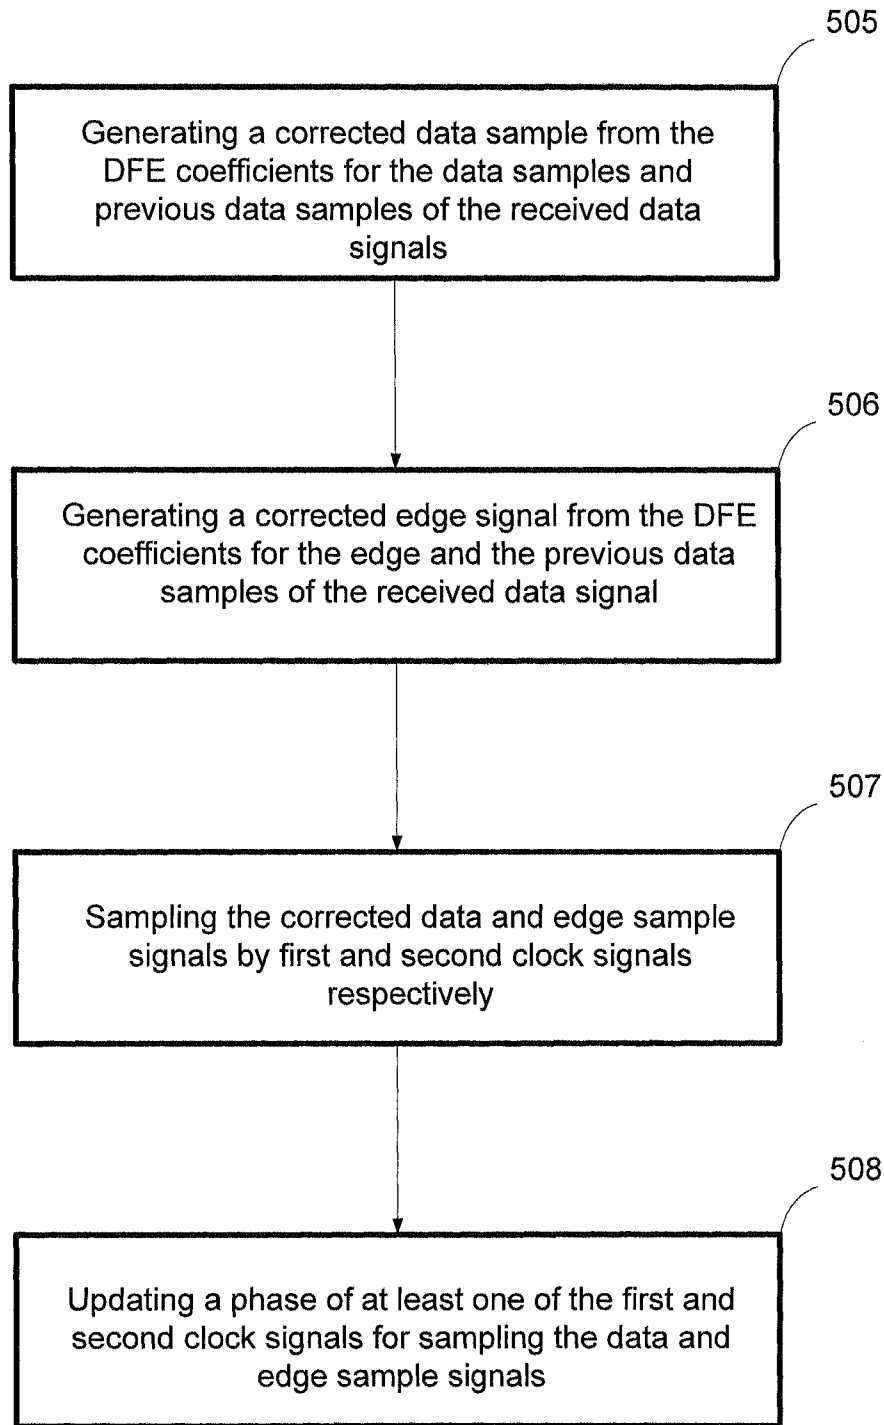 505
Generating a corrected data sample from the
DFE coefficients for the data samples and
previous data samples of the received data
signals
506
Generating a corrected edge signal from the DFE
coefficients for the edge and the previous data
samples of the received data signal
507
Sampling the corrected data and edge sample
signals by first and second clock signals
respectively
508
Updating a phase of at least one of the first and
second clock signals for sampling the data and
edge sample signals